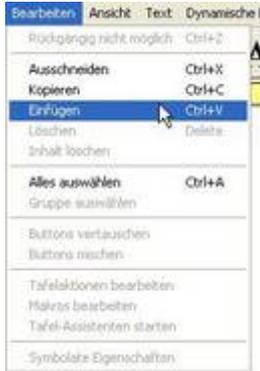 Bearbeiten Ansicht Text Dynamische
Rückgängig nicht möglich Ctrl+Z
Ausschneiden Ctrl+X
Kopieren Ctrl+C
Einfügen Ctrl+V
Löschen Delete
Inhalt löschen
Alles auswählen Ctrl+A
Gruppe auswählen
Buttons vertauschen
Buttons mischen
Tafelaktionen bearbeiten
Makros bearbeiten
Tafel-Assistenten starten
Symbolate Eigenschaften